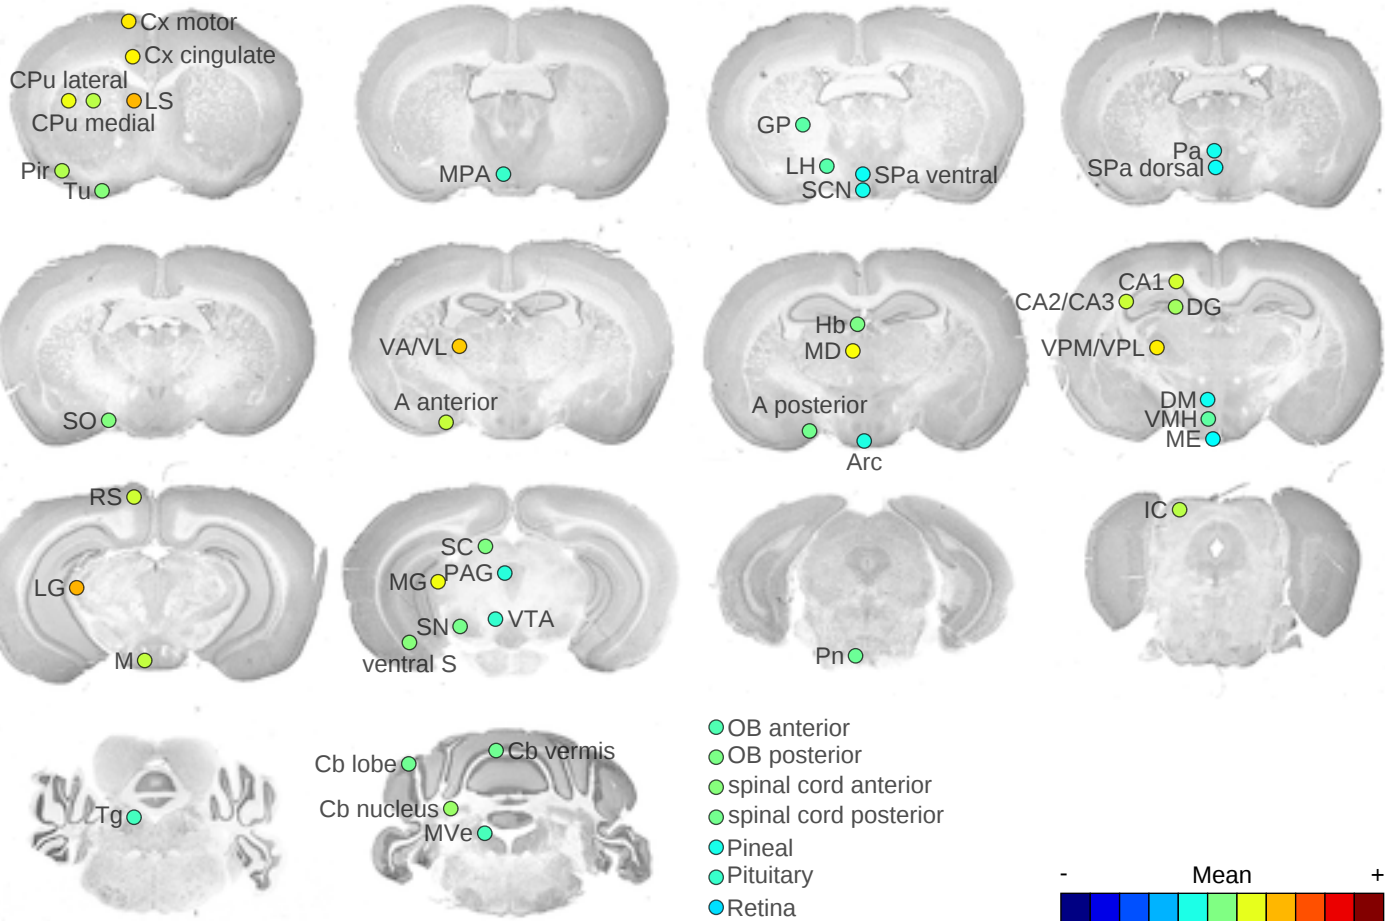 Cx motor
Cx cingulate
CPu lateral
LS
CPu medial
Pir
Tu
MPA
GP
LH
SPa ventral
SCN
Pa
SPa dorsal
SO
VA/VL
A anterior
Hb
MD
A posterior
Arc
CA1
CA2/CA3
DG
VPM/VPL
DM
VMH
ME
RS
LG
M
SC
MG
PAG
SN
VTA
ventral S
Pn
IC
Tg
Cb lobe
Cb vermis
Cb nucleus
MVe
OB anterior
OB posterior
spinal cord anterior
spinal cord posterior
Pineal
Pituitary
Retina
- Mean +